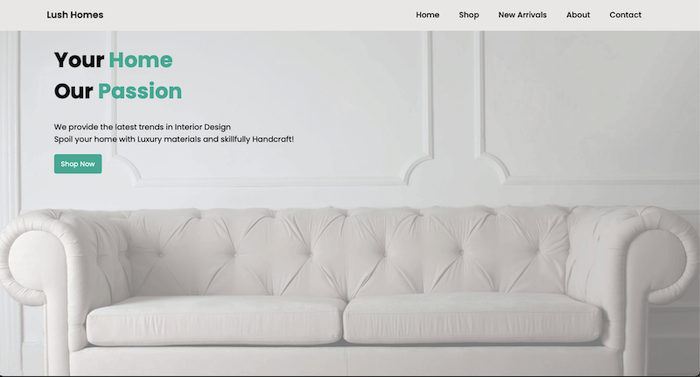 Lush Homes
Home Shop New Arrivals About Contact
Your Home
Our Passion
We provide the latest trends in Interior Design
Spoil your home with Luxury materials and skillfully Handcraft!
Shop Now